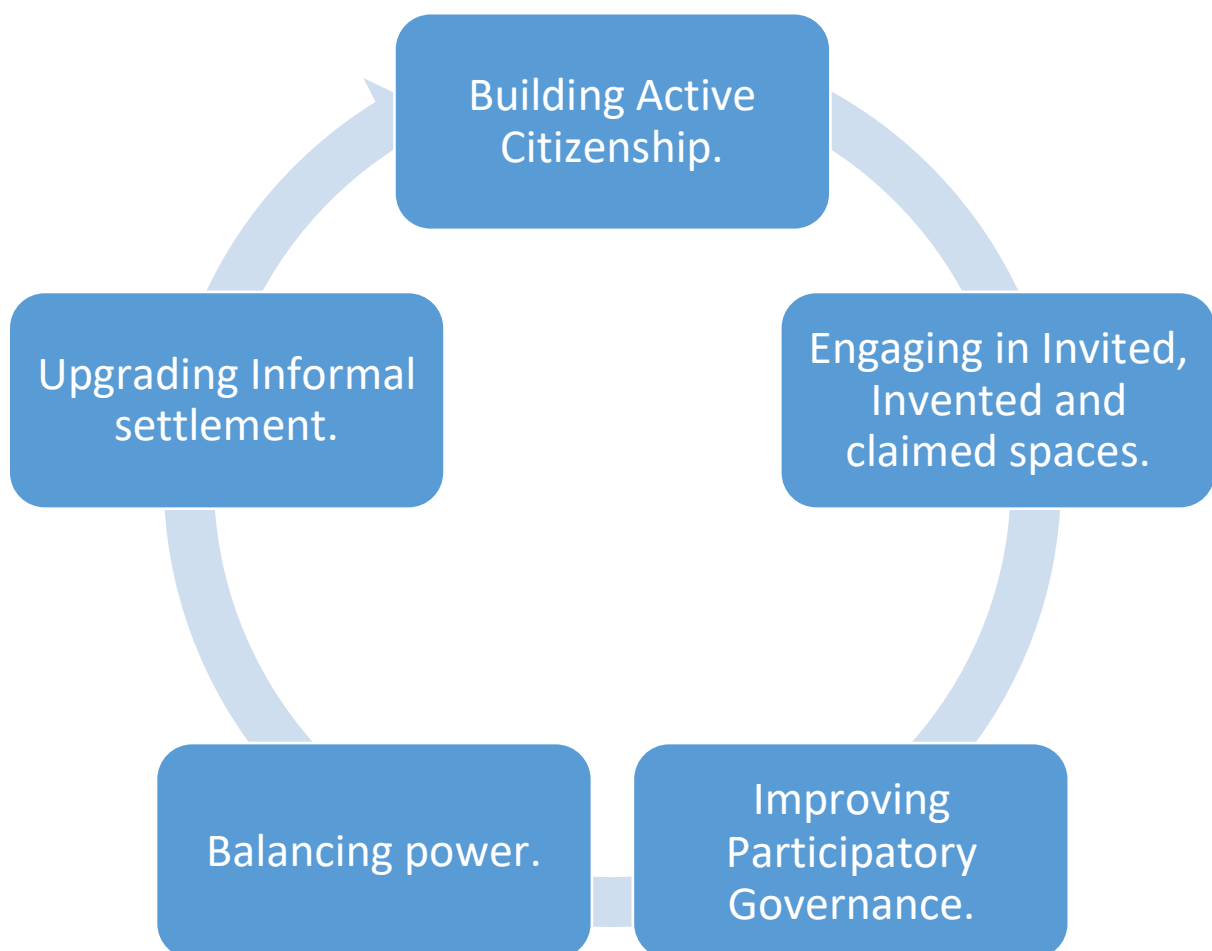 Building Active
Citizenship.
Engaging in Invited,
Invented and
claimed spaces.
Improving
Participatory
Governance.
Balancing power.
Upgrading Informal
settlement.